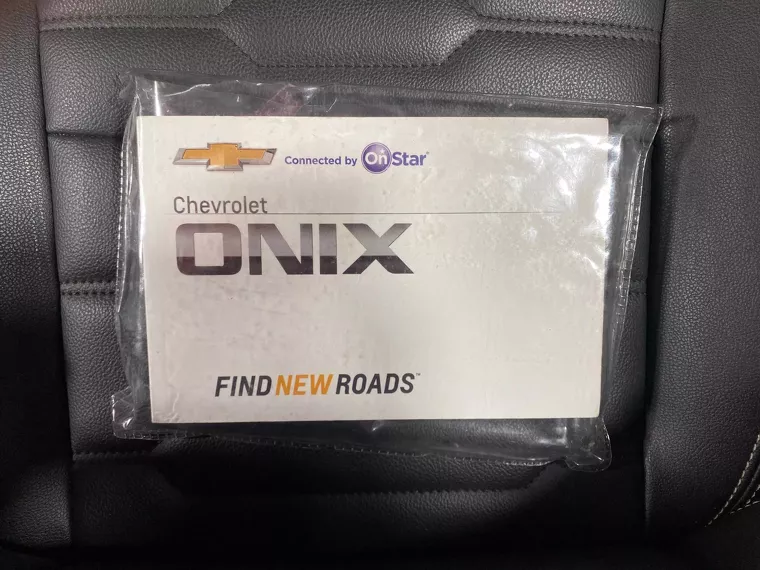 Connected by OnStar
Chevrolet
ONIX
FIND NEW ROADS™